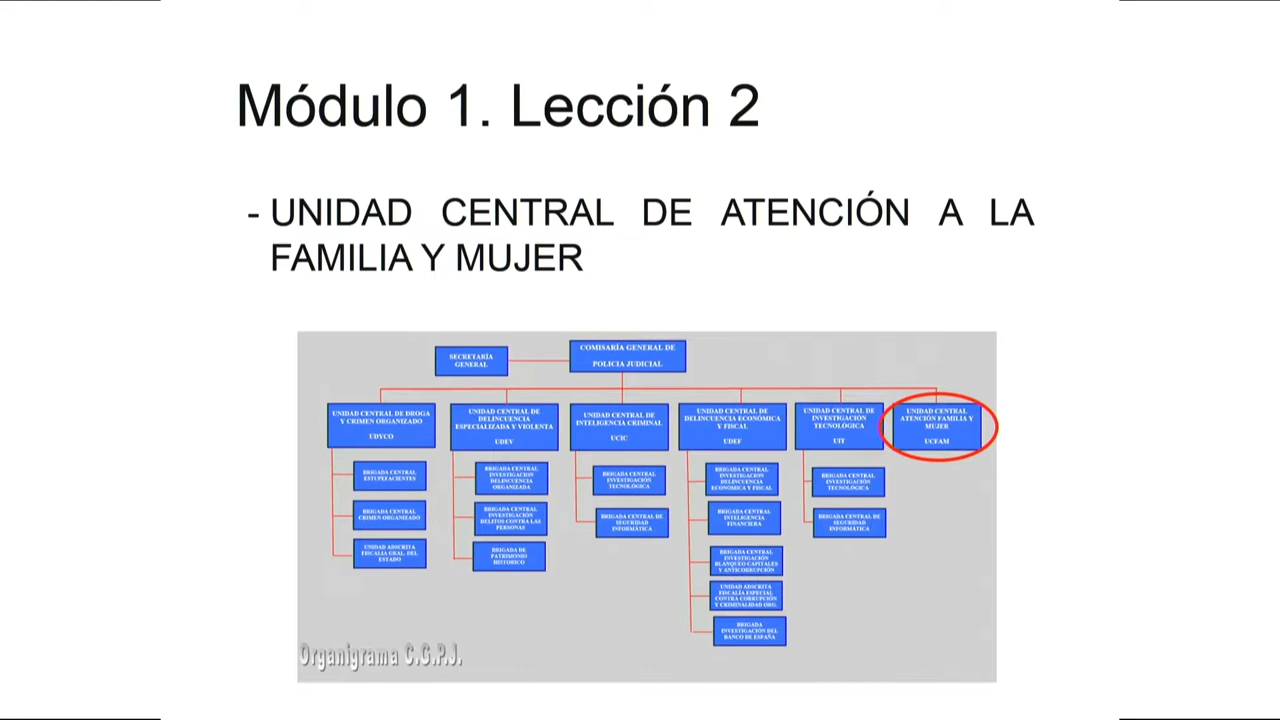 Módulo 1. Lección 2
- UNIDAD CENTRAL DE ATENCIÓN A LA
FAMILIA Y MUJER
SECRETARÍA
GENERAL
COMISARÍA GENERAL DE
POLICIA JUDICIAL
UNIDAD CENTRAL DE DROGA
Y CRIMEN ORGANIZADO
UDYCO
UNIDAD CENTRAL DE
DELINCUENCIA
ESPECIALIZADA Y VIOLENTA
UDEV
UNIDAD CENTRAL DE
INTELIGENCIA CRIMINAL
UCIC
UNIDAD CENTRAL DE
DELINCUENCIA ECONÓMICA
Y FISCAL
UDEF
UNIDAD CENTRAL DE
INVESTIGACIÓN
TECNOLÓGICA
UIT
UNIDAD CENTRAL
ATENCIÓN FAMILIA Y
MUJER
UCFAM
BRIGADA CENTRAL
ESTUPEFACIENTES
BRIGADA CENTRAL
CRIMEN ORGANIZADO
UNIDAD ADSCRITA
FISCALIA GRAL. DEL
ESTADO
BRIGADA CENTRAL
INVESTIGACION
DELINCUENCIA
ORGANIZADA
BRIGADA CENTRAL
INVESTIGACIÓN
DELITOS CONTRA LAS
PERSONAS
BRIGADA DE
PATRIMONIO
HISTORICO
BRIGADA CENTRAL
INVESTIGACIÓN
TECNOLÓGICA
BRIGADA CENTRAL DE
SEGURIDAD
INFORMÁTICA
BRIGADA CENTRAL
INVESTIGACIÓN
DELINCUENCIA
ECONOMICA Y FISCAL
BRIGADA CENTRAL
INTELIGENCIA
FINANCIERA
BRIGADA CENTRAL
INVESTIGACIÓN
BLANQUEO CAPITALES
Y ANTICORRUPCIÓN
UNIDAD ADSCRITA
FISCALÍA ESPECIAL
CONTRA CORRUPCIÓN
Y CRIMINALIDAD ORG.
BRIGADA
INVESTIGACIÓN DEL
BANCO DE ESPAÑA
BRIGADA CENTRAL
INVESTIGACIÓN
TECNOLÓGICA
BRIGADA CENTRAL DE
SEGURIDAD
INFORMÁTICA
Organigrama C.G.P.J.